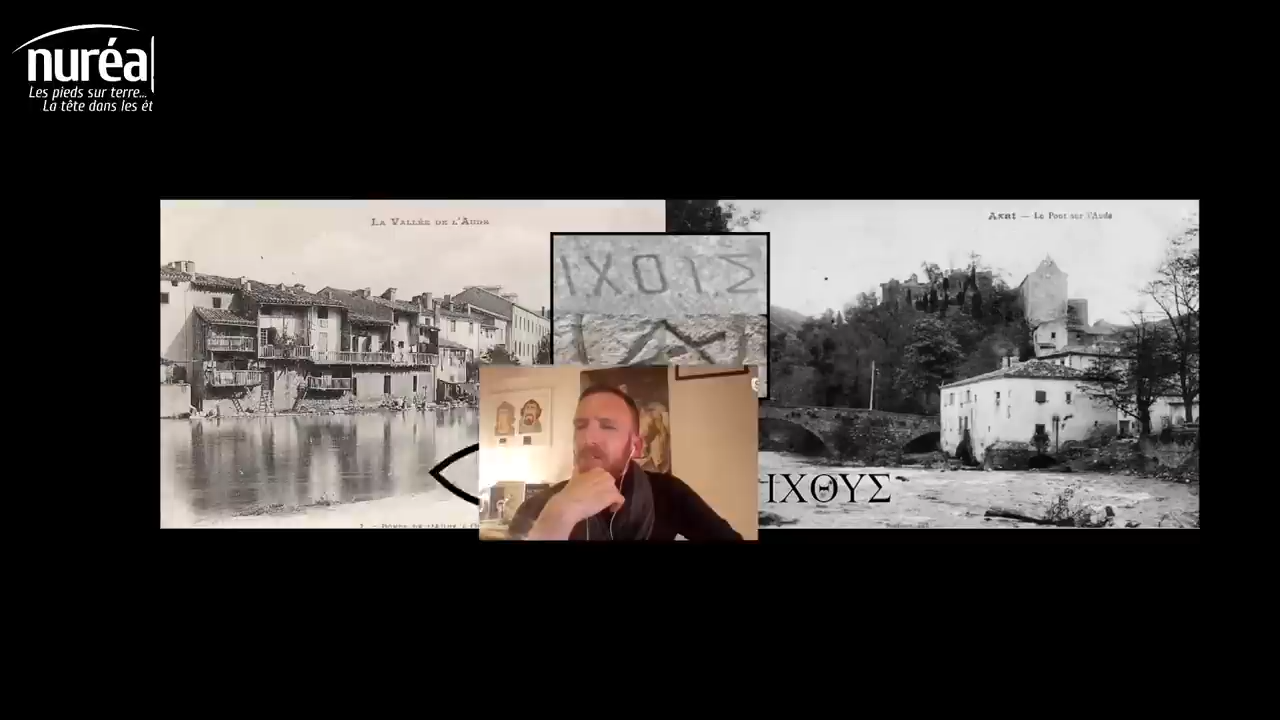 nuréa
Les pieds sur terre...
La tête dans les ét
LA VALLÉE DE L'AUDE
Axat — Le Pont sur l'Aude
IXOIΣ
ΙΧΘΥΣ